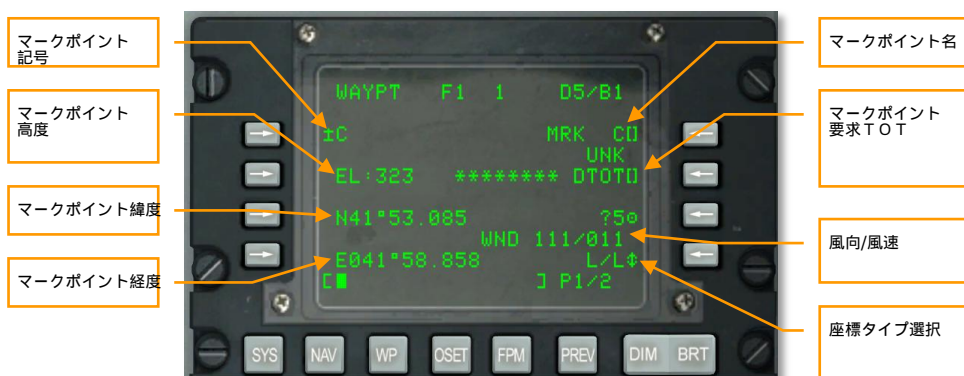 マークポイント
記号
マークポイント
高度
マークポイント緯度
マークポイント経度
WAYPT F1 1 D5/B1
±C MRK C[]
UNK
EL:323 ******** DTOT[]
N41°53.085 ?5⊙
WND 111/011
E041°58.858 L/L↕
[█ ] P1/2
SYS NAV WP OSET FPM PREV DIM BRT
マークポイント名
マークポイント
要求TOT
風向/風速
座標タイプ選択